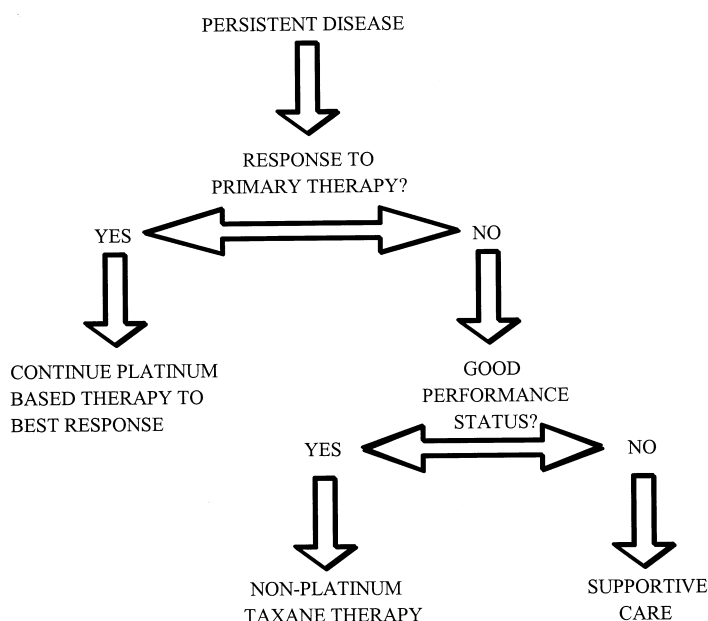 PERSISTENT DISEASE
RESPONSE TO
PRIMARY THERAPY?
YES
NO
CONTINUE PLATINUM
BASED THERAPY TO
BEST RESPONSE
GOOD
PERFORMANCE
STATUS?
YES
NO
NON-PLATINUM
TAXANE THERAPY
SUPPORTIVE
CARE